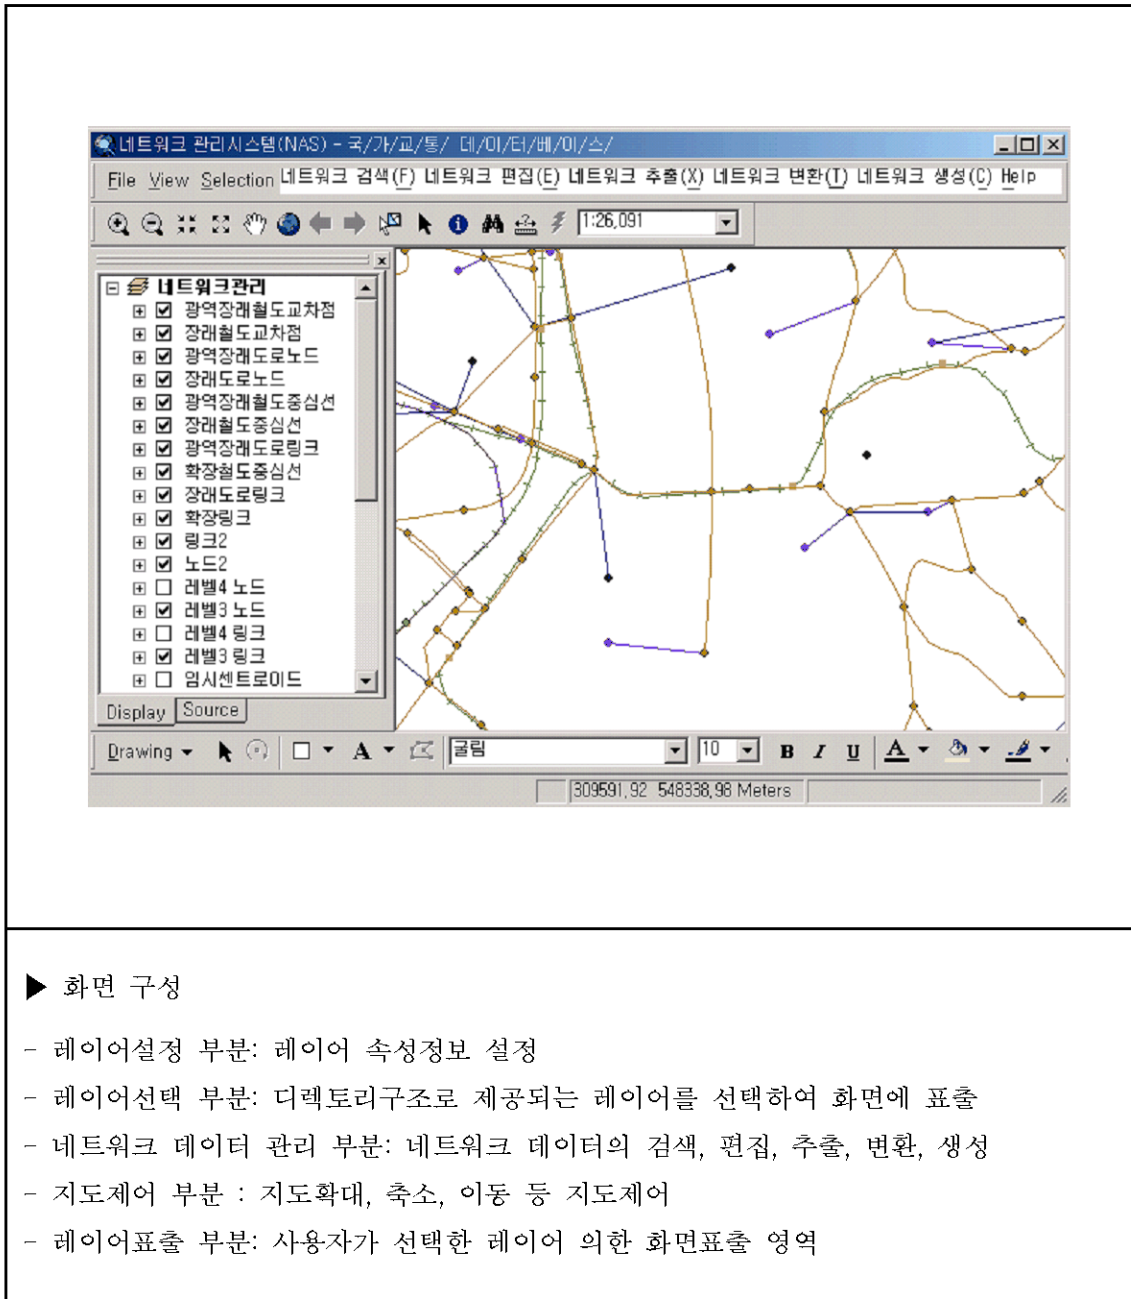 네트워크 관리시스템(NAS) - 국/가/교/통/ 데/이/터/베/이/스/
File View Selection 네트워크 검색(F) 네트워크 편집(E) 네트워크 추출(X) 네트워크 변환(T) 네트워크 생성(C) Help
1:26,091
네트워크관리
광역장래철도교차점
장래철도교차점
광역장래도로노드
장래도로노드
광역장래철도중심선
장래철도중심선
광역장래도로링크
확장철도중심선
장래도로링크
확장링크
링크2
노드2
레벨4 노드
레벨3 노드
레벨4 링크
레벨3 링크
임시센트로이드
Display Source
Drawing A 굴림 10 B I U A
309591,92 548338,98 Meters
▶ 화면 구성
- 레이어설정 부분: 레이어 속성정보 설정
- 레이어선택 부분: 디렉토리구조로 제공되는 레이어를 선택하여 화면에 표출
- 네트워크 데이터 관리 부분: 네트워크 데이터의 검색, 편집, 추출, 변환, 생성
- 지도제어 부분 : 지도확대, 축소, 이동 등 지도제어
- 레이어표출 부분: 사용자가 선택한 레이어 의한 화면표출 영역